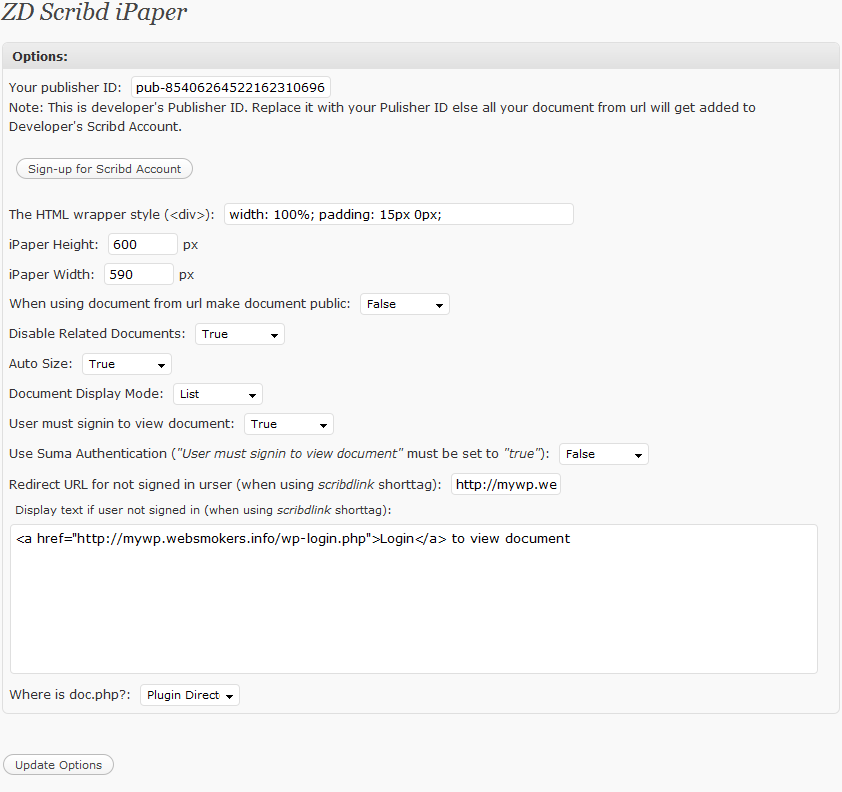 ZD Scribd iPaper
Options:
Your publisher ID: pub-85406264522162310696
Note: This is developer's Publisher ID. Replace it with your Pulisher ID else all your document from url will get added to
Developer's Scribd Account.
Sign-up for Scribd Account
The HTML wrapper style (<div>): width: 100%; padding: 15px 0px;
iPaper Height: 600 px
iPaper Width: 590 px
When using document from url make document public: False
Disable Related Documents: True
Auto Size: True
Document Display Mode: List
User must signin to view document: True
Use Suma Authentication ("User must signin to view document" must be set to "true"): False
Redirect URL for not signed in urser (when using scribdlink shorttag): http://mywp.we
Display text if user not signed in (when using scribdlink shorttag):
<a href="http://mywp.websmokers.info/wp-login.php">Login</a> to view document
Where is doc.php?: Plugin Direct
Update Options